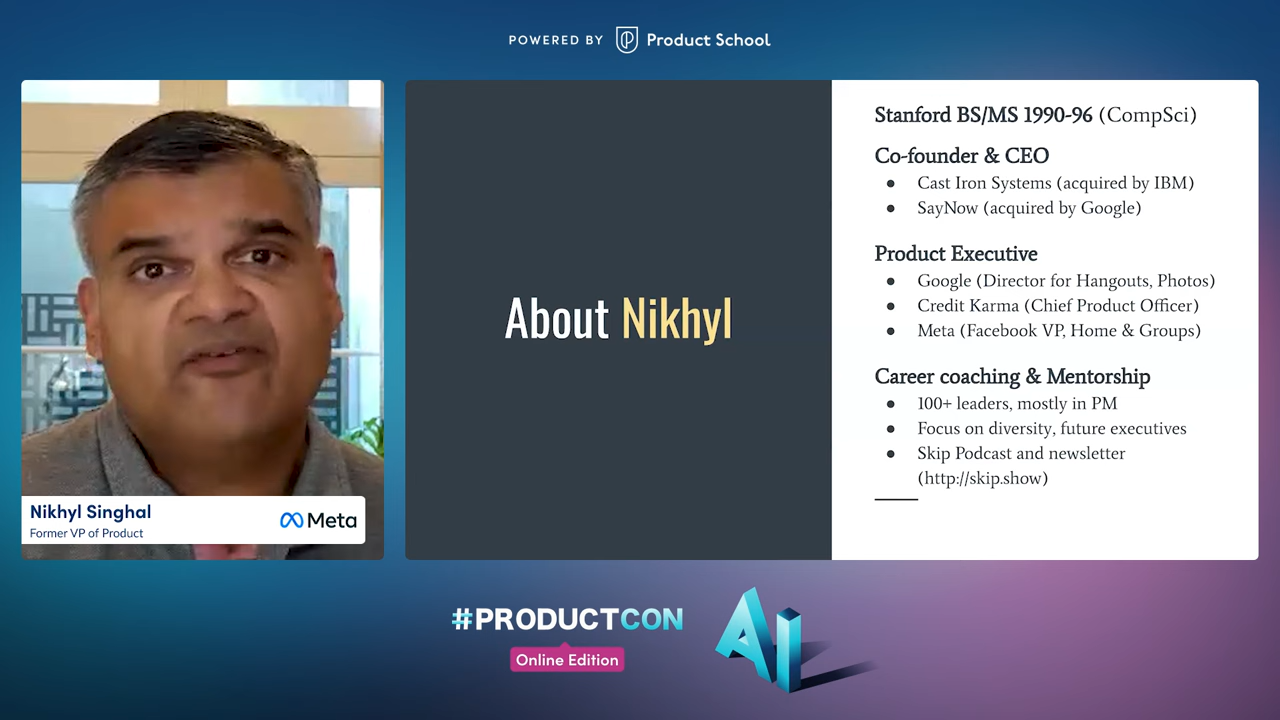 POWERED BY Product School
Nikhyl Singhal
Former VP of Product
Meta
About Nikhyl
Stanford BS/MS 1990-96 (CompSci)
Co-founder & CEO
● Cast Iron Systems (acquired by IBM)
● SayNow (acquired by Google)
Product Executive
● Google (Director for Hangouts, Photos)
● Credit Karma (Chief Product Officer)
● Meta (Facebook VP, Home & Groups)
Career coaching & Mentorship
● 100+ leaders, mostly in PM
● Focus on diversity, future executives
● Skip Podcast and newsletter
(http://skip.show)
#PRODUCTCON
Online Edition
AI